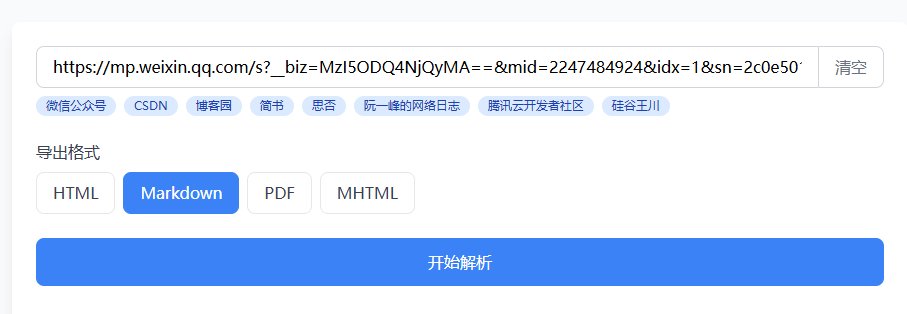 https://mp.weixin.qq.com/s?__biz=MzI5ODQ4NjQyMA==&mid=2247484924&idx=1&sn=2c0e501 清空
微信公众号 CSDN 博客园 简书 思否 阮一峰的网络日志 腾讯云开发者社区 硅谷王川
导出格式
HTML Markdown PDF MHTML
开始解析